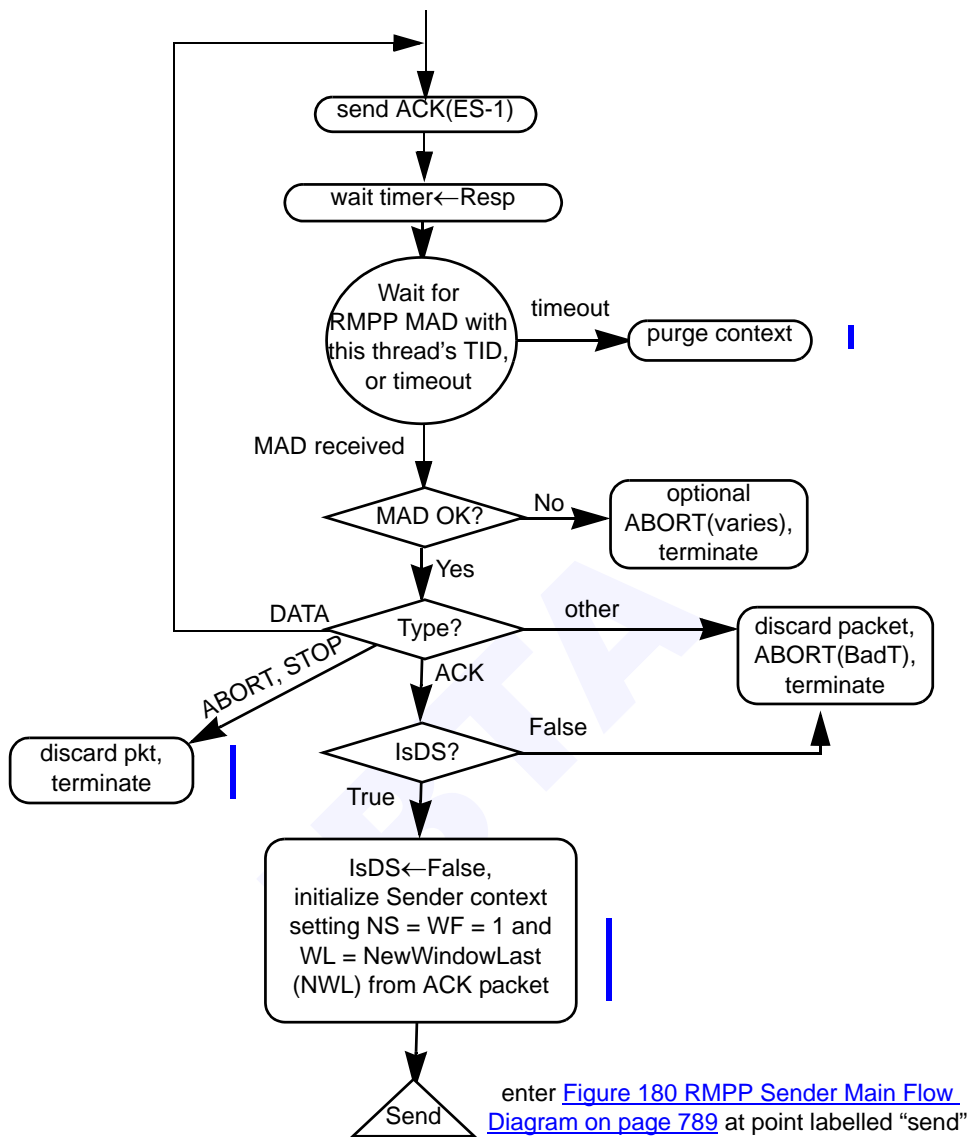 send ACK(ES-1)
wait timer←Resp
Wait for
RMPP MAD with
this thread's TID,
or timeout
timeout
purge context
MAD received
MAD OK?
No
optional
ABORT(varies),
terminate
Yes
DATA
Type?
other
discard packet,
ABORT(BadT),
terminate
ABORT, STOP
ACK
discard pkt,
terminate
IsDS?
False
True
IsDS←False,
initialize Sender context
setting NS = WF = 1 and
WL = NewWindowLast
(NWL) from ACK packet
Send
enter Figure 180 RMPP Sender Main Flow
Diagram on page 789 at point labelled “send”
BTA